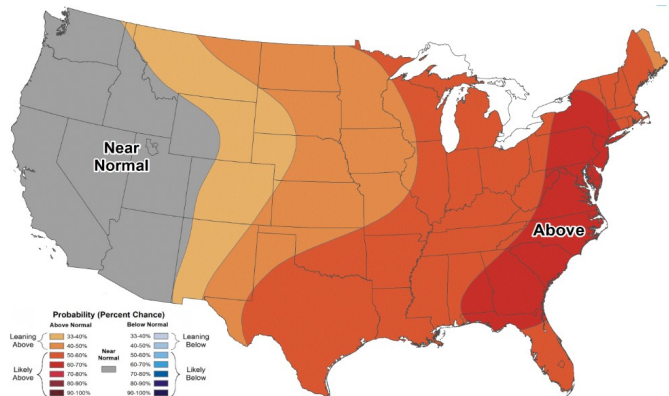 Near
Normal
Above
Probability (Percent Chance)
Above Normal Below Normal
Leaning
Above
33-40% 33-40%
40-50% 40-50%
Leaning
Below
Likely
Above
50-60% 50-60%
60-70% 60-70%
70-80% 70-80%
80-90% 80-90%
90-100% 90-100%
Near
Normal
Likely
Below